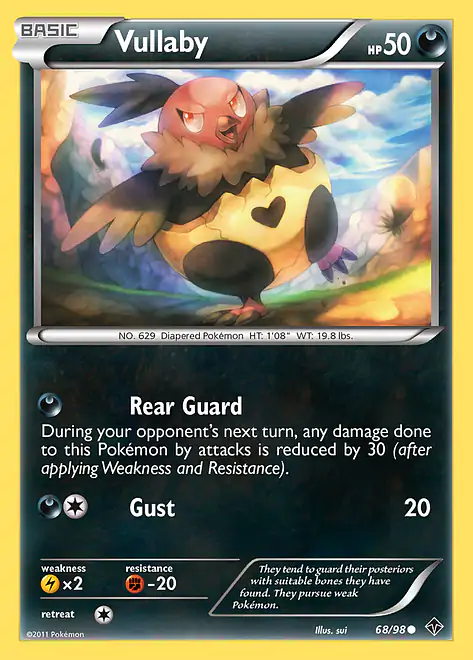 BASIC
Vullaby
HP 50
NO. 629 Diapered Pokémon HT: 1'08" WT: 19.8 lbs.
Rear Guard
During your opponent's next turn, any damage done
to this Pokémon by attacks is reduced by 30 (after
applying Weakness and Resistance).
Gust 20
weakness resistance
×2 -20
retreat
They tend to guard their posteriors
with suitable bones they have
found. They pursue weak
Pokémon.
©2011 Pokémon Illus. sui 68/98